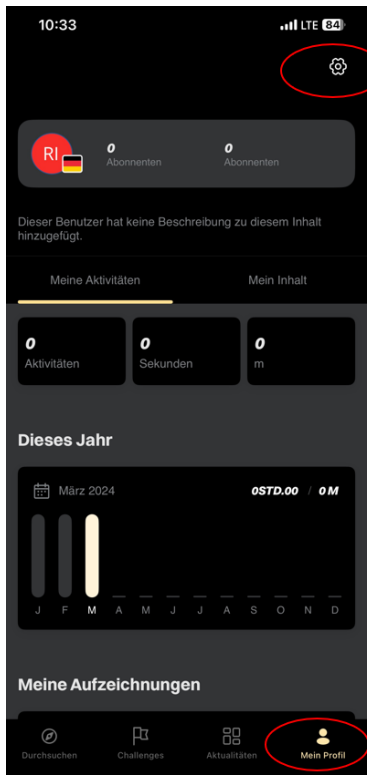 10:33 LTE 84
RI 0 0
Abonnenten Abonnenten
Dieser Benutzer hat keine Beschreibung zu diesem Inhalt
hinzugefügt.
Meine Aktivitäten Mein Inhalt
0 0 0
Aktivitäten Sekunden m
Dieses Jahr
März 2024 0STD.00 / 0 M
J F M A M J J A S O N D
Meine Aufzeichnungen
Durchsuchen Challenges Aktualitäten Mein Profil